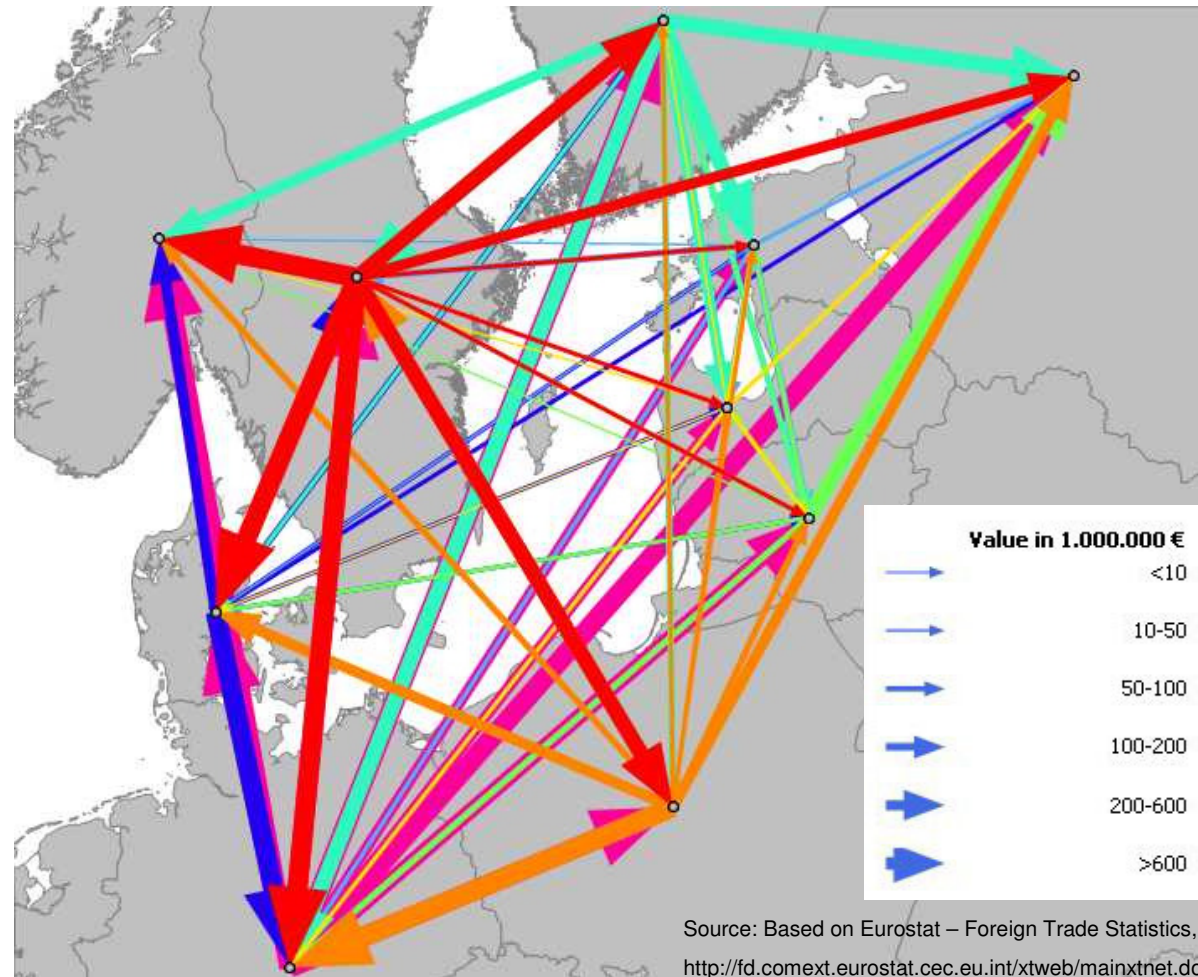 Value in 1.000.000 €
<10
10-50
50-100
100-200
200-600
>600
Source: Based on Eurostat – Foreign Trade Statistics,
http://fd.comext.eurostat.cec.eu.int/xtweb/mainxtnet.do